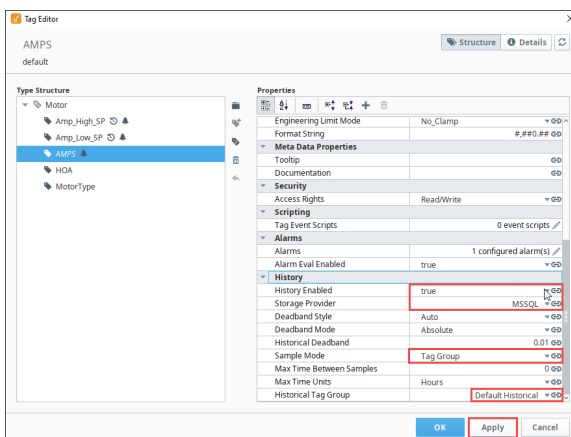 Tag Editor
AMPS
Structure
Details
default
Type Structure
Motor
Amp_High_SP
Amp_Low_SP
AMPS
HOA
MotorType
Properties
Engineering Limit Mode No_Clamp
Format String #,##0.##
Meta Data Properties
Tooltip
Documentation
Security
Access Rights Read/Write
Scripting
Tag Event Scripts 0 event scripts
Alarms
Alarms 1 configured alarm(s)
Alarm Eval Enabled true
History
History Enabled true
Storage Provider MSSQL
Deadband Style Auto
Deadband Mode Absolute
Historical Deadband 0.01
Sample Mode Tag Group
Max Time Between Samples 0
Max Time Units Hours
Historical Tag Group Default Historical
OK Apply Cancel